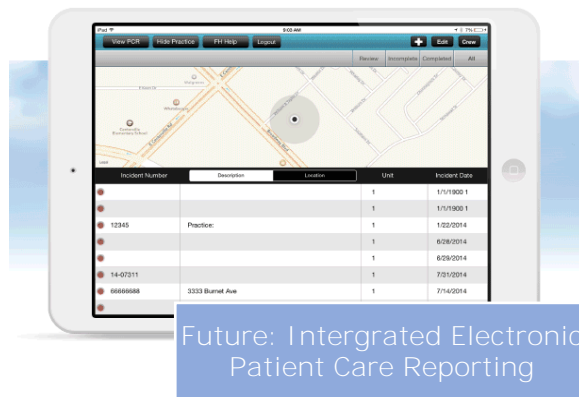 iPad 9:03 AM 7%
View PCR Hide Practice FH Help Logout Edit Crew
Review Incomplete Completed All
Legal
Incident Number Description Location Unit Incident Date
1 1/1/1900 1
1 1/1/1900 1
12345 Practice: 1 1/22/2014
1 6/28/2014
1 6/29/2014
14-07311 1 7/31/2014
66666688 3333 Burnet Ave 1 7/14/2014
Future: Intergrated Electronic
Patient Care Reporting